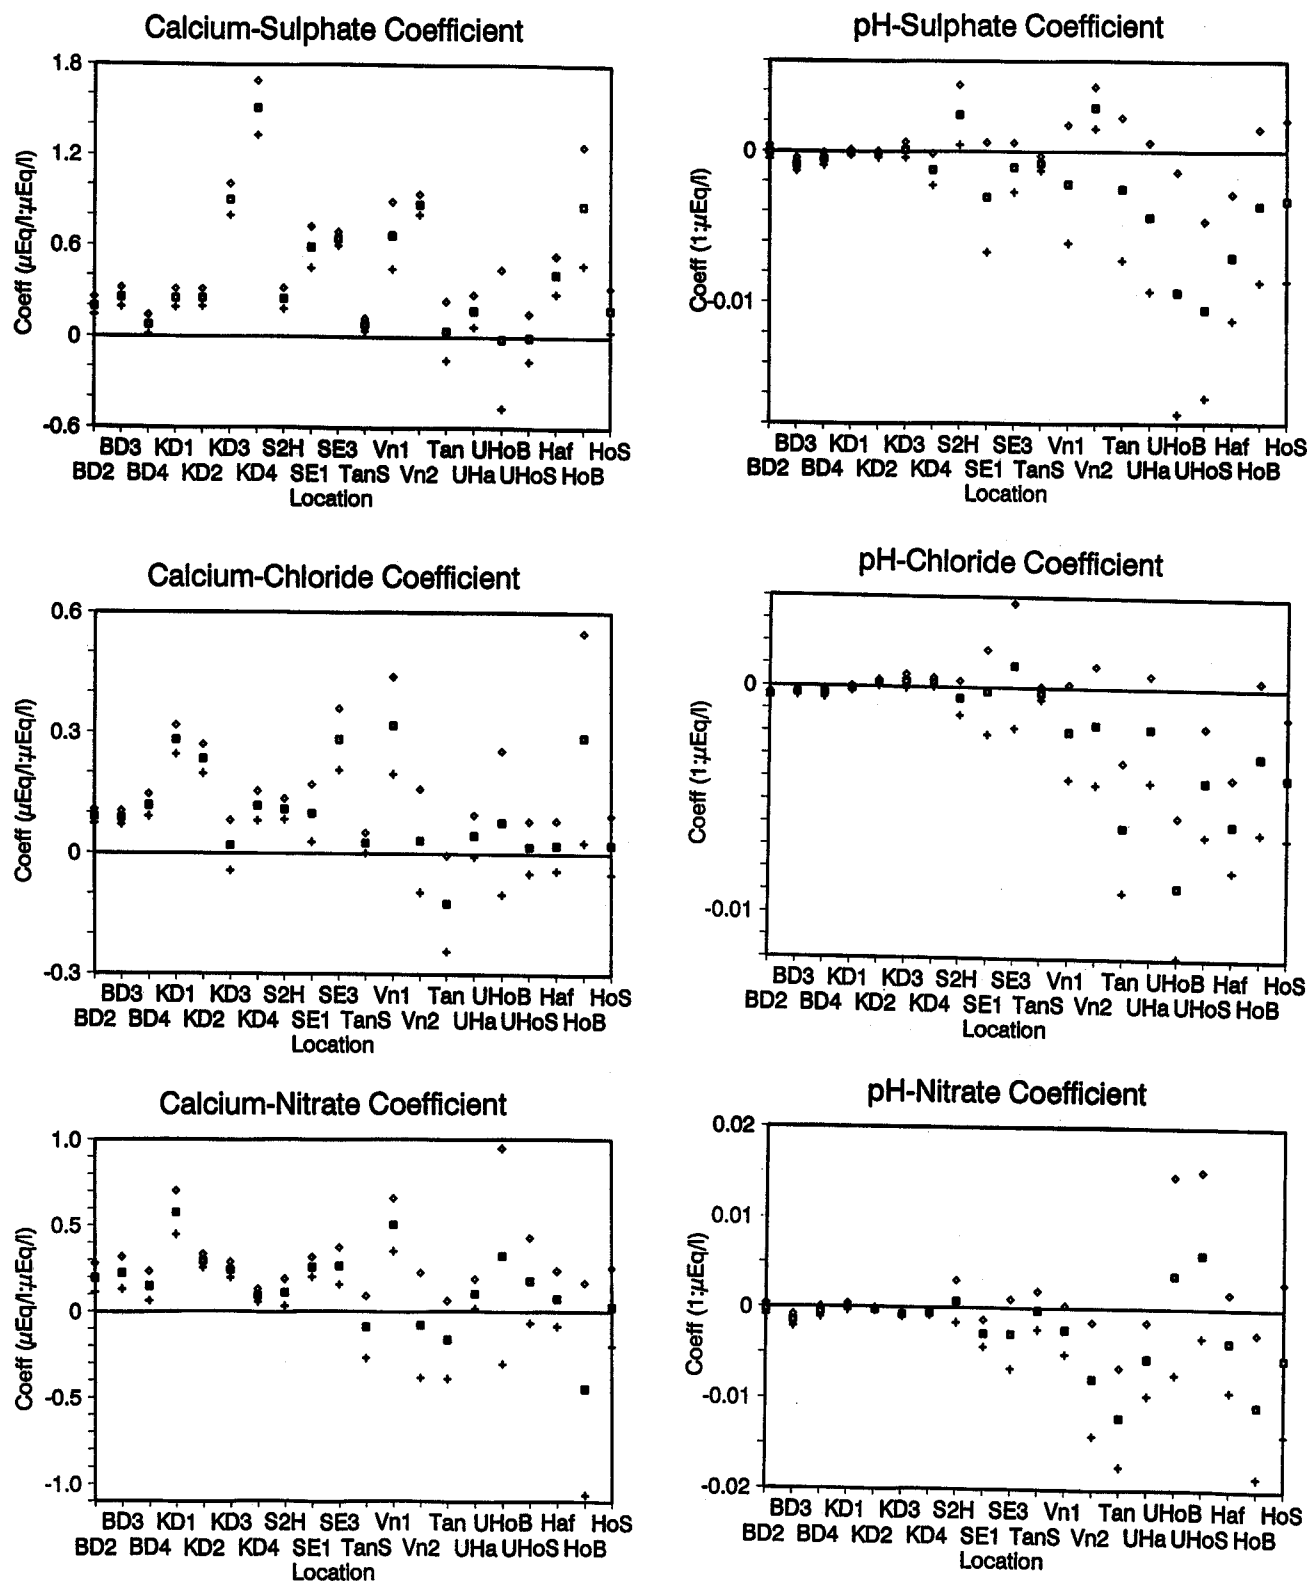 Calcium-Sulphate Coefficient
1.8
1.2
0.6
0
-0.6
Coeff (µEq/l:µEq/l)
BD3 KD1 KD3 S2H SE3 Vn1 Tan UHoB Haf HoS
BD2 BD4 KD2 KD4 SE1 TanS Vn2 UHa UHoS HoB
Location
pH-Sulphate Coefficient
0
-0.01
Coeff (1:µEq/l)
BD3 KD1 KD3 S2H SE3 Vn1 Tan UHoB Haf HoS
BD2 BD4 KD2 KD4 SE1 TanS Vn2 UHa UHoS HoB
Location
Calcium-Chloride Coefficient
0.6
0.3
0
-0.3
Coeff (µEq/l:µEq/l)
BD3 KD1 KD3 S2H SE3 Vn1 Tan UHoB Haf HoS
BD2 BD4 KD2 KD4 SE1 TanS Vn2 UHa UHoS HoB
Location
pH-Chloride Coefficient
0
-0.01
Coeff (1:µEq/l)
BD3 KD1 KD3 S2H SE3 Vn1 Tan UHoB Haf HoS
BD2 BD4 KD2 KD4 SE1 TanS Vn2 UHa UHoS HoB
Location
Calcium-Nitrate Coefficient
1.0
0.5
0
-0.5
-1.0
Coeff (µEq/l:µEq/l)
BD3 KD1 KD3 S2H SE3 Vn1 Tan UHoB Haf HoS
BD2 BD4 KD2 KD4 SE1 TanS Vn2 UHa UHoS HoB
Location
pH-Nitrate Coefficient
0.02
0.01
0
-0.01
-0.02
Coeff (1:µEq/l)
BD3 KD1 KD3 S2H SE3 Vn1 Tan UHoB Haf HoS
BD2 BD4 KD2 KD4 SE1 TanS Vn2 UHa UHoS HoB
Location